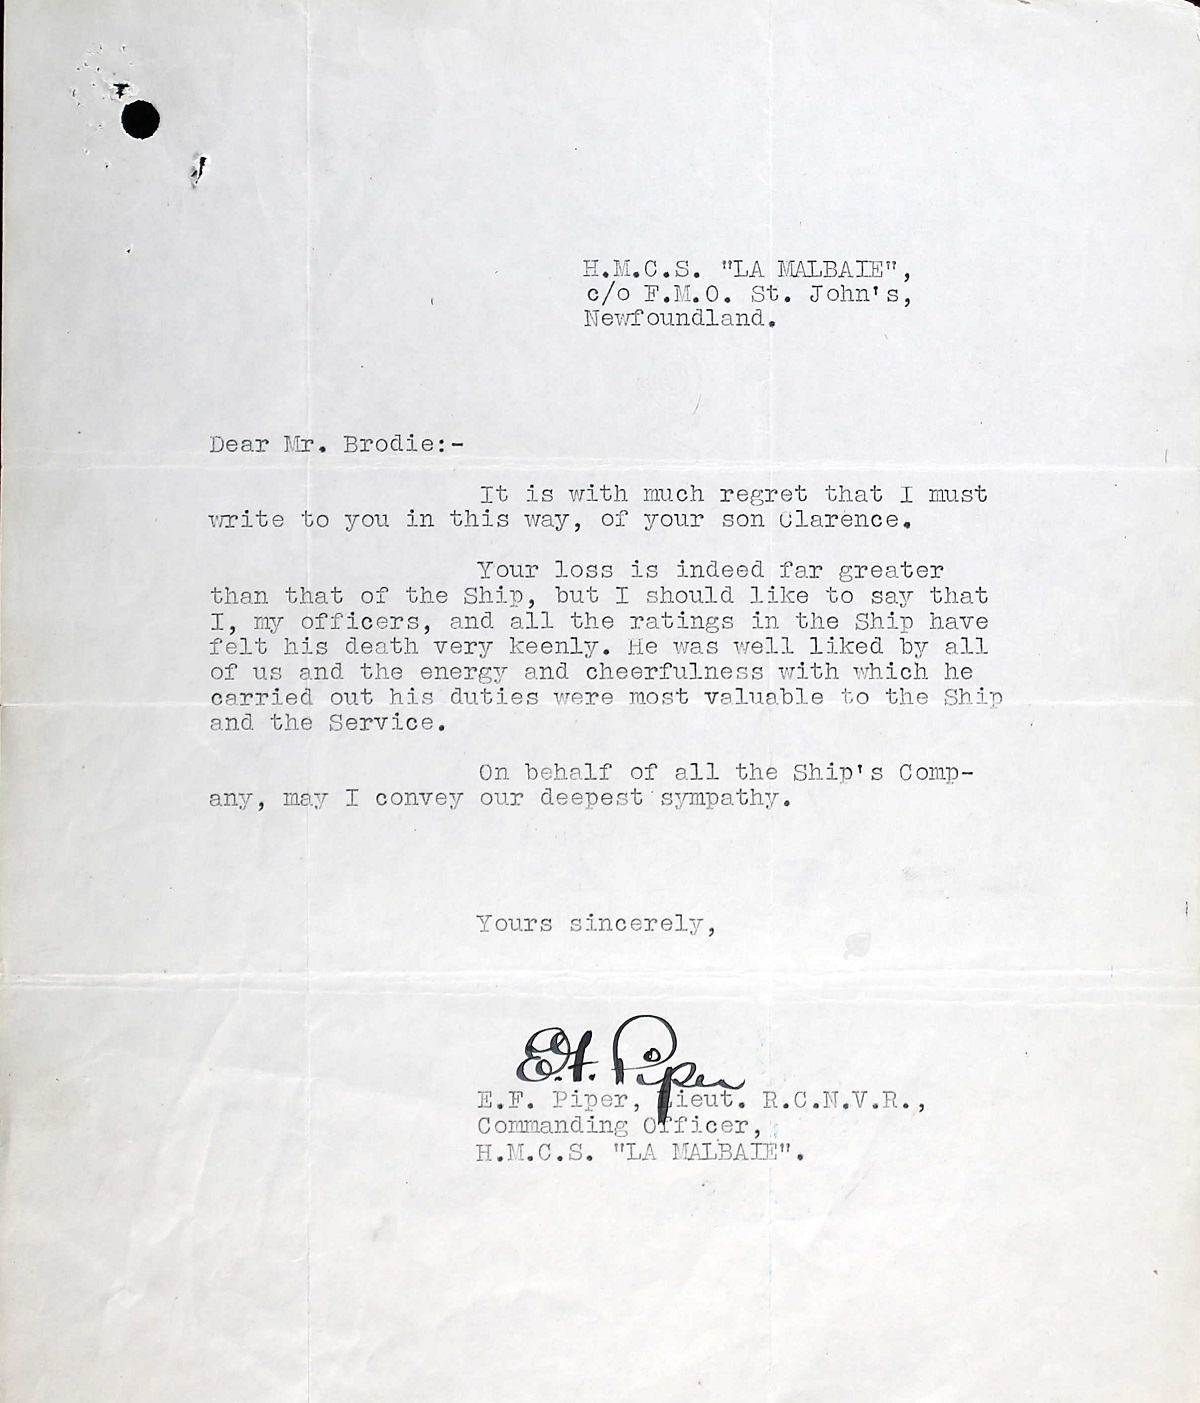 H.M.C.S. "LA MALBAIE",
c/o F.M.O. St. John's,
Newfoundland.
Dear Mr. Brodie:-
It is with much regret that I must
write to you in this way, of your son Clarence.
Your loss is indeed far greater
than that of the Ship, but I should like to say that
I, my officers, and all the ratings in the Ship have
felt his death very keenly. He was well liked by all
of us and the energy and cheerfulness with which he
carried out his duties were most valuable to the Ship
and the Service.
On behalf of all the Ship's Comp-
any, may I convey our deepest sympathy.
Yours sincerely,
E.F. Piper
E.F. Piper, Lieut. R.C.N.V.R.,
Commanding Officer,
H.M.C.S. "LA MALBAIE".